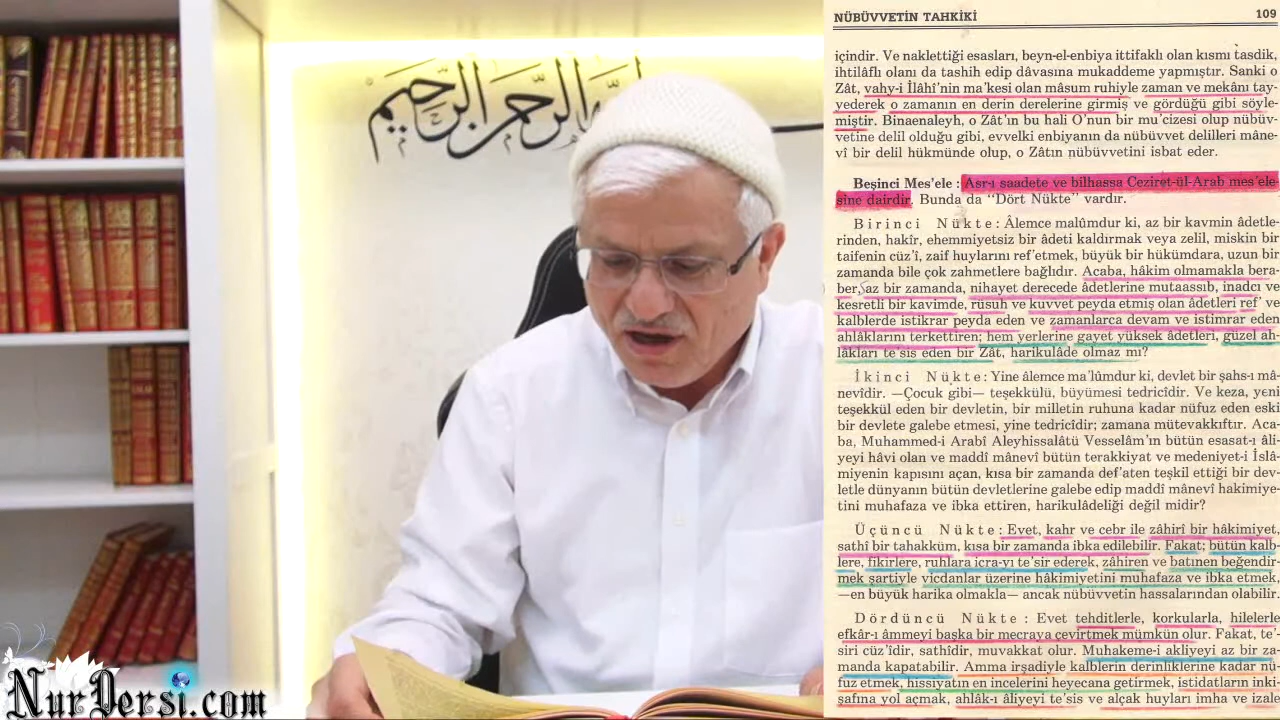 NÜBÜVVETİN TAHKİKİ 109
içindir. Ve naklettiği esasları, beyn-el-enbiya ittifaklı olan kısmı tasdik,
ihtilâflı olanı da tashih edip dâvasına mukaddeme yapmıştır. Sanki o
Zât, vahy-i İlâhî'nin ma'kesi olan mâsum ruhiyle zaman ve mekânı tay-
yederek o zamanın en derin derelerine girmiş ve gördüğü gibi söyle-
miştir. Binaenaleyh, o Zât'ın bu hali O'nun bir mu'cizesi olup nübüv-
vetine delil olduğu gibi, evvelki enbiyanın da nübüvvet delilleri mâne-
vî bir delil hükmünde olup, o Zâtın nübüvvetini isbat eder.
Beşinci Mes'ele : Asr-ı saadete ve bilhassa Ceziret-ül-Arab mes'ele-
sine dairdir. Bunda da "Dört Nükte" vardır.
Birinci Nükte: Âlemce malûmdur ki, az bir kavmin âdetle-
rinden, hakîr, ehemmiyetsiz bir âdeti kaldırmak veya zelil, miskin bir
taifenin cüz'î, zaif huylarını ref'etmek, büyük bir hükümdara, uzun bir
zamanda bile çok zahmetlere bağlıdır. Acaba, hâkim olmamakla bera-
ber, az bir zamanda, nihayet derecede âdetlerine mutaassıb, inadcı ve
kesretli bir kavimde, rüsuh ve kuvvet peyda etmiş olan âdetleri ref' ve
kalblerde istikrar peyda eden ve zamanlarca devam ve istimrar eden
ahlâklarını terkettiren; hem yerlerine gayet yüksek âdetleri, güzel ah-
lâkları te'sis eden bir Zât, harikulâde olmaz mı?
İkinci Nükte: Yine âlemce ma'lûmdur ki, devlet bir şahs-ı mâ-
nevîdir. —Çocuk gibi— teşekkülü, büyümesi tedricîdir. Ve keza, yeni
teşekkül eden bir devletin, bir milletin ruhuna kadar nüfuz eden eski
bir devlete galebe etmesi, yine tedricîdir; zamana mütevakkıftır. Aca-
ba, Muhammed-i Arabî Aleyhissalâtü Vesselâm'ın bütün esasat-ı âli-
yeyi hâvi olan ve maddî mânevî bütün terakkiyat ve medeniyet-i İslâ-
miyenin kapısını açan, kısa bir zamanda def'aten teşkil ettiği bir dev-
letle dünyanın bütün devletlerine galebe edip maddî mânevî hakimiye-
tini muhafaza ve ibka ettiren, harikulâdeliği değil midir?
Üçüncü Nükte: Evet, kahr ve cebr ile zâhirî bir hâkimiyet,
sathî bir tahakküm, kısa bir zamanda ibka edilebilir. Fakat; bütün kalb-
lere, fikirlere, ruhlara icra-yı te'sir ederek, zâhiren ve batınen beğendir-
mek şartiyle vicdanlar üzerine hâkimiyetini muhafaza ve ibka etmek,
—en büyük harika olmakla— ancak nübüvvetin hassalarından olabilir.
Dördüncü Nükte : Evet tehditlerle, korkularla, hilelerle
efkâr-ı âmmeyi başka bir mecraya çevirtmek mümkün olur. Fakat, te'-
siri cüz'îdir, sathîdir, muvakkat olur. Muhakeme-i akliyeyi az bir za-
manda kapatabilir. Amma irşadiyle kalblerin derinliklerine kadar nü-
fuz etmek, hissiyatın en incelerini heyecana getirmek, istidatların inki-
şafına yol açmak, ahlâk-ı âliyeyi te'sis ve alçak huyları imha ve izale
NurDersi.com